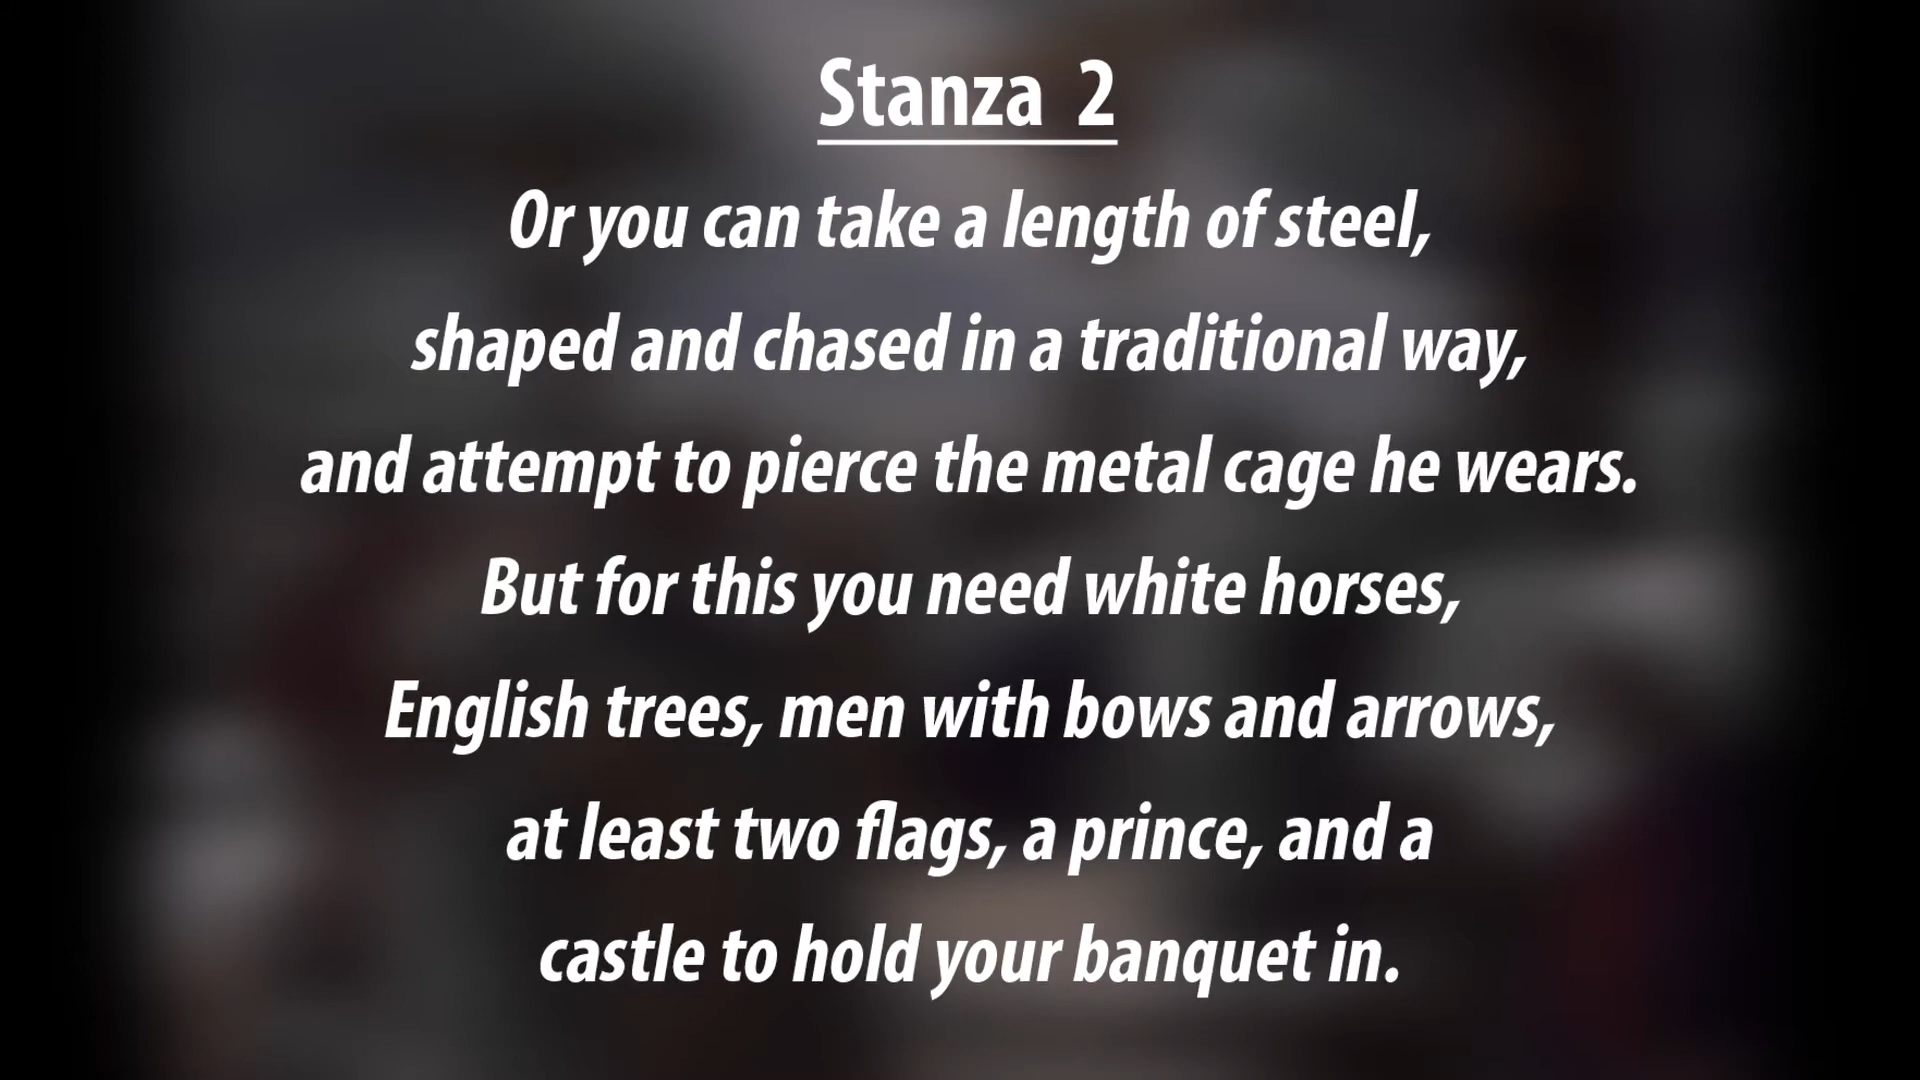 Stanza 2
Or you can take a length of steel,
shaped and chased in a traditional way,
and attempt to pierce the metal cage he wears.
But for this you need white horses,
English trees, men with bows and arrows,
at least two flags, a prince, and a
castle to hold your banquet in.